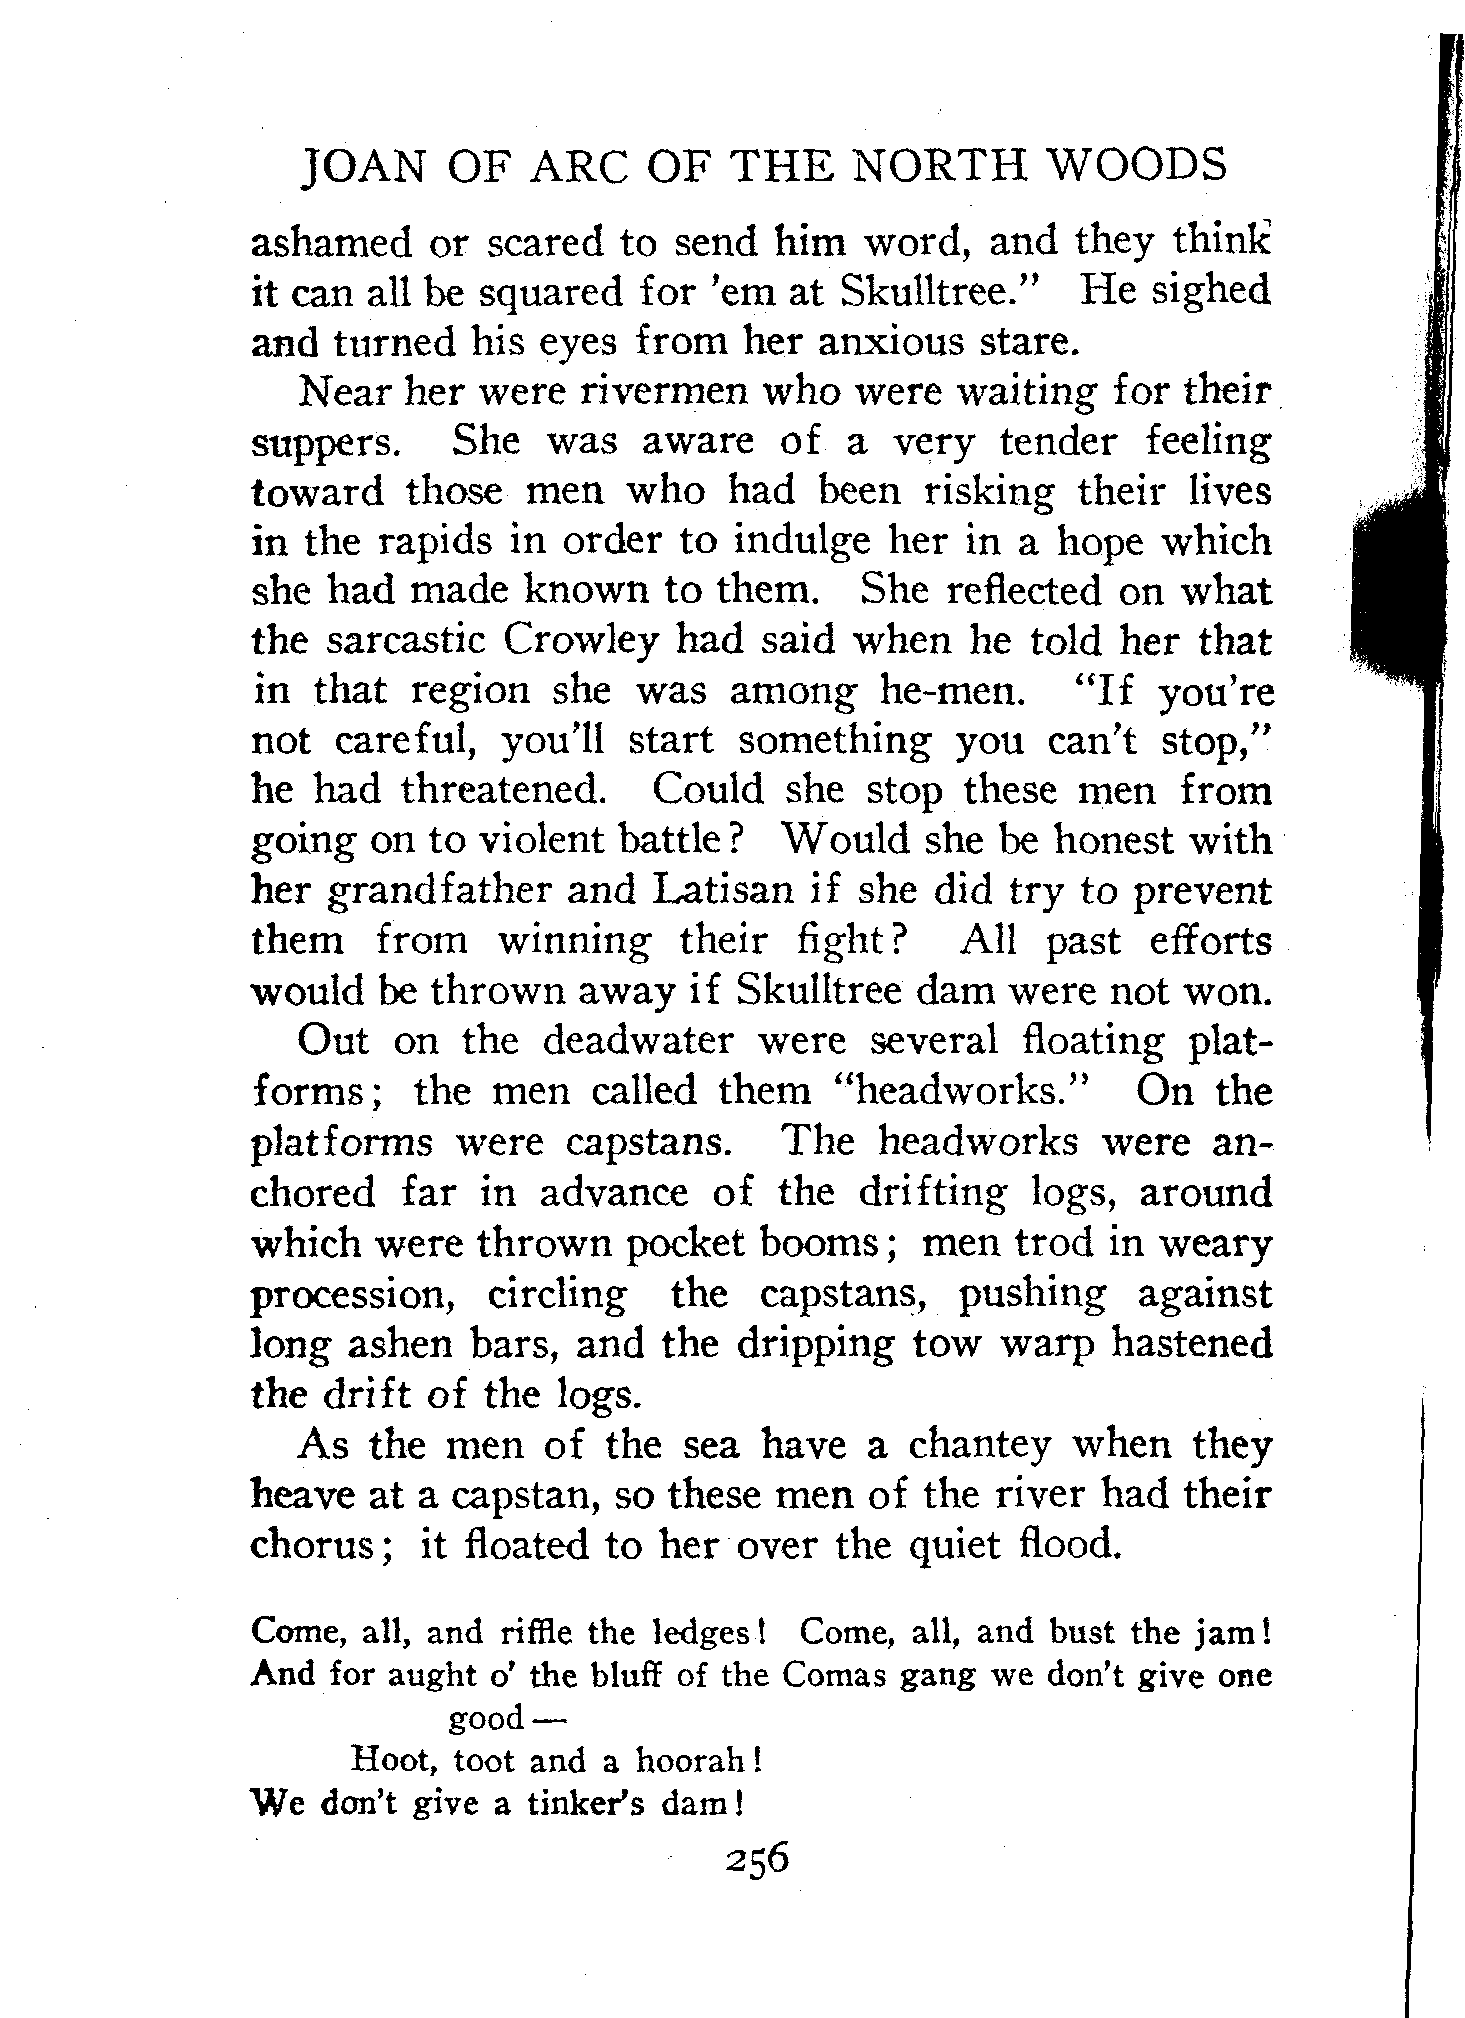 JOAN OF ARC OF THE NORTH WOODS
ashamed or scared to send him word, and they think
it can all be squared for 'em at Skulltree." He sighed
and turned his eyes from her anxious stare.
Near her were rivermen who were waiting for their
suppers. She was aware of a very tender feeling
toward those men who had been risking their lives
in the rapids in order to indulge her in a hope which
she had made known to them. She reflected on what
the sarcastic Crowley had said when he told her that
in that region she was among he-men. "If you're
not careful, you'll start something you can't stop,"
he had threatened. Could she stop these men from
going on to violent battle? Would she be honest with
her grandfather and Latisan if she did try to prevent
them from winning their fight? All past efforts
would be thrown away if Skulltree dam were not won.
Out on the deadwater were several floating plat-
forms; the men called them "headworks." On the
platforms were capstans. The headworks were an-
chored far in advance of the drifting logs, around
which were thrown pocket booms; men trod in weary
procession, circling the capstans, pushing against
long ashen bars, and the dripping tow warp hastened
the drift of the logs.
As the men of the sea have a chantey when they
heave at a capstan, so these men of the river had their
chorus; it floated to her over the quiet flood.
Come, all, and riffle the ledges! Come, all, and bust the jam!
And for aught o' the bluff of the Comas gang we don't give one
good—
Hoot, toot and a hoorah!
We don't give a tinker's dam!
256